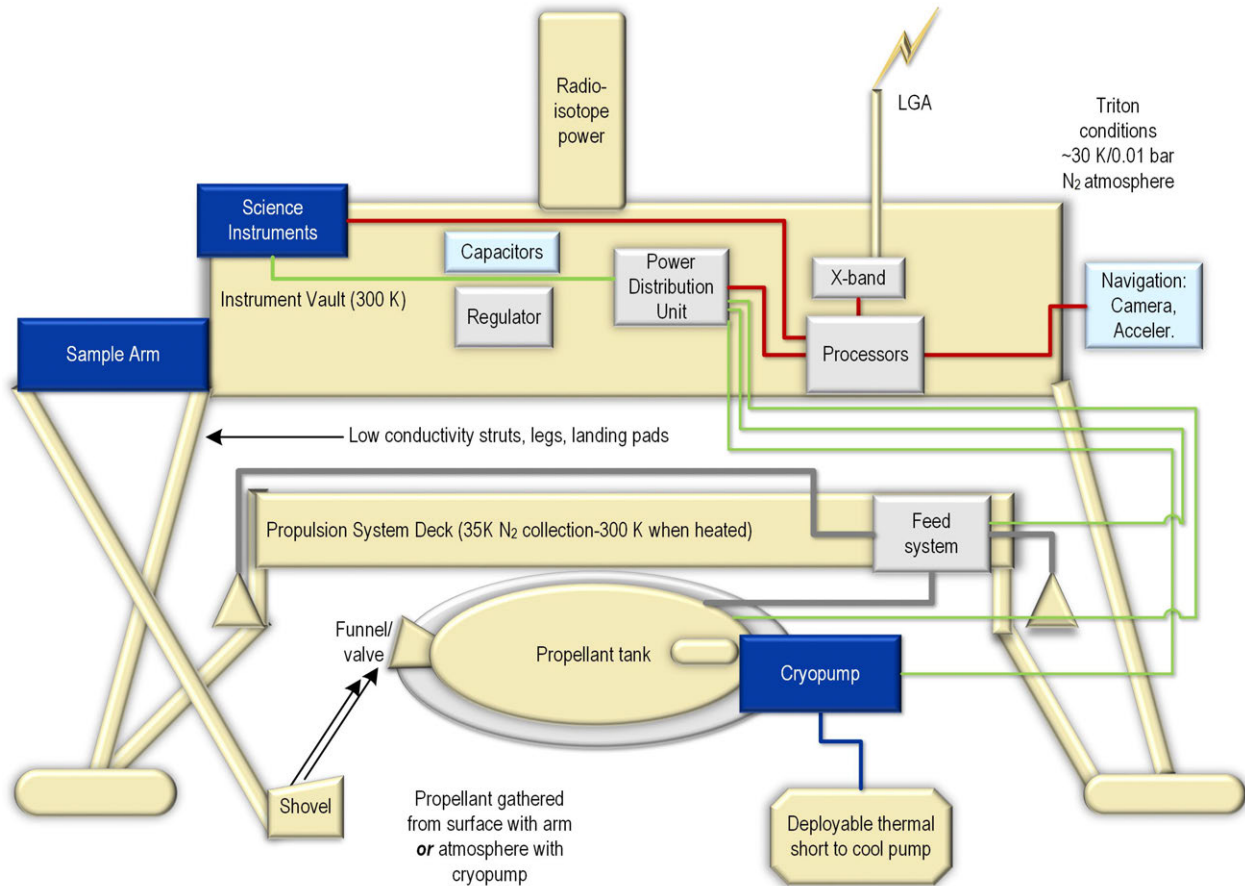 Radio-
isotope
power
LGA
Triton
conditions
~30 K/0.01 bar
N₂ atmosphere
Science
Instruments
Capacitors
Power
Distribution
Unit
X-band
Navigation:
Camera,
Acceler.
Instrument Vault (300 K)
Regulator
Processors
Sample Arm
Low conductivity struts, legs, landing pads
Propulsion System Deck (35K N₂ collection-300 K when heated)
Feed
system
Funnel/
valve
Propellant tank
Cryopump
Shovel
Propellant gathered
from surface with arm
or atmosphere with
cryopump
Deployable thermal
short to cool pump